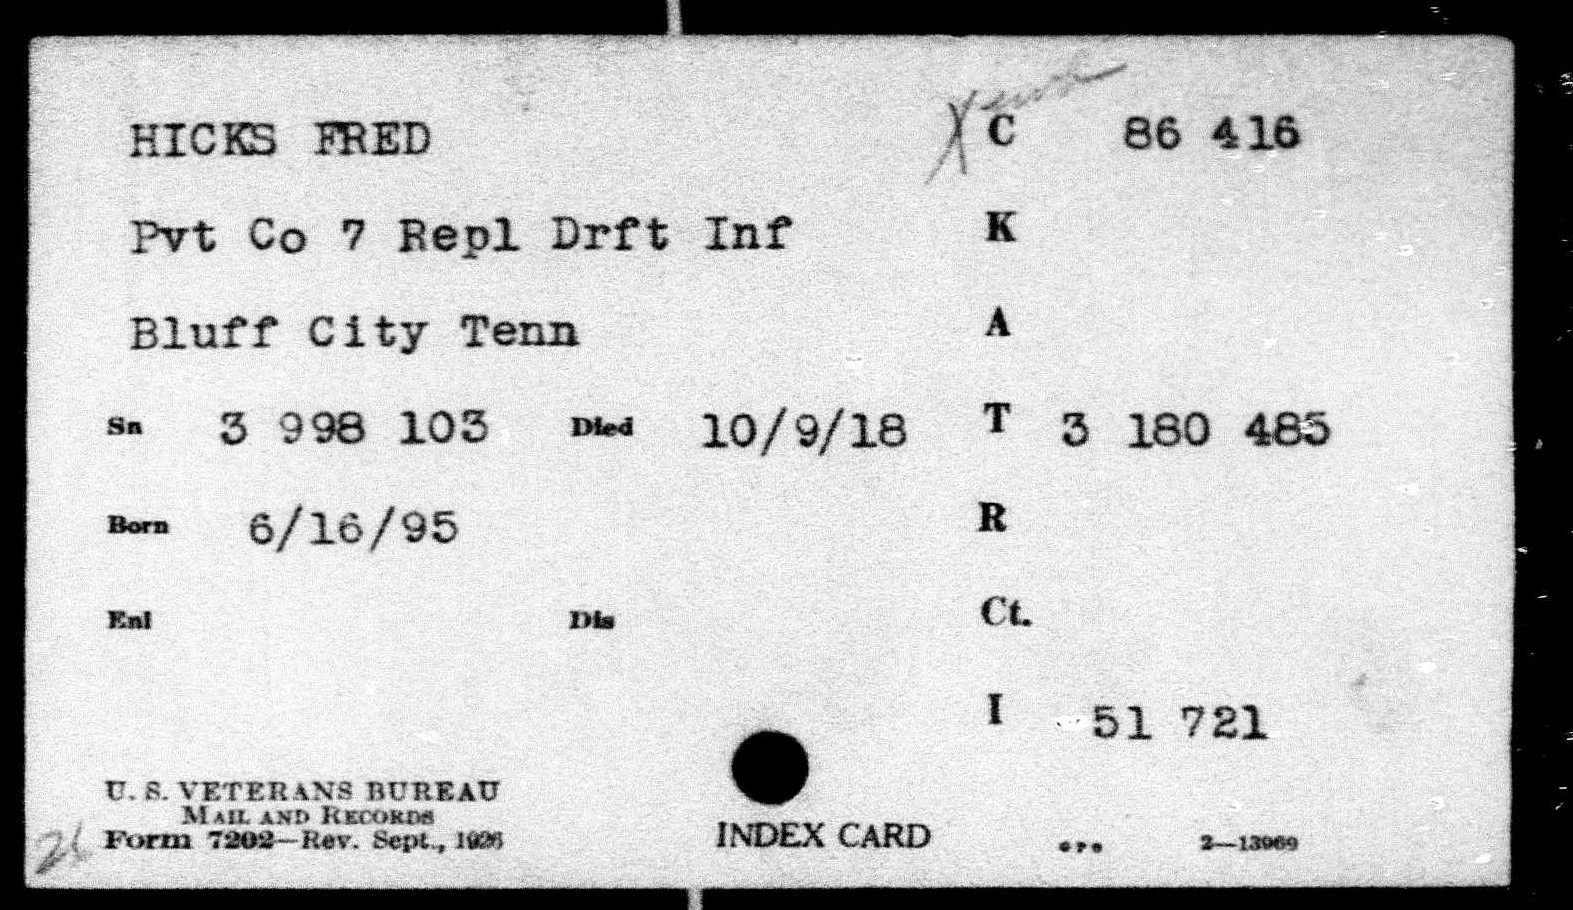 HICKS FRED
X C 86 416
Pvt Co 7 Repl Drft Inf
K
Bluff City Tenn
A
Sn 3 998 103 Died 10/9/18
T 3 180 485
Born 6/16/95
R
Enl Dis
Ct.
I 51 721
U. S. VETERANS BUREAU
MAIL AND RECORDS
Form 7202—Rev. Sept., 1926
INDEX CARD
GPO 2—13969